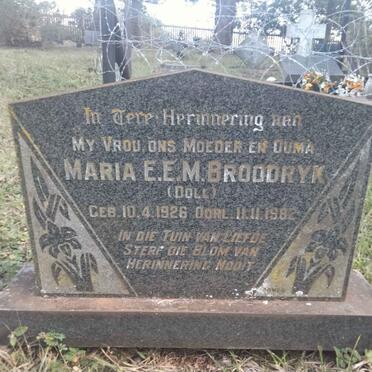 In Tere Herinnering aan
My Vrou, Ons Moeder en Ouma
Maria E.E.M. Broodryk
(Doll)
Geb. 10.4.1926 Oorl. 11.11.1982
In die Tuin van Liefde
Sterf die Blom van
Herinnering Nooit